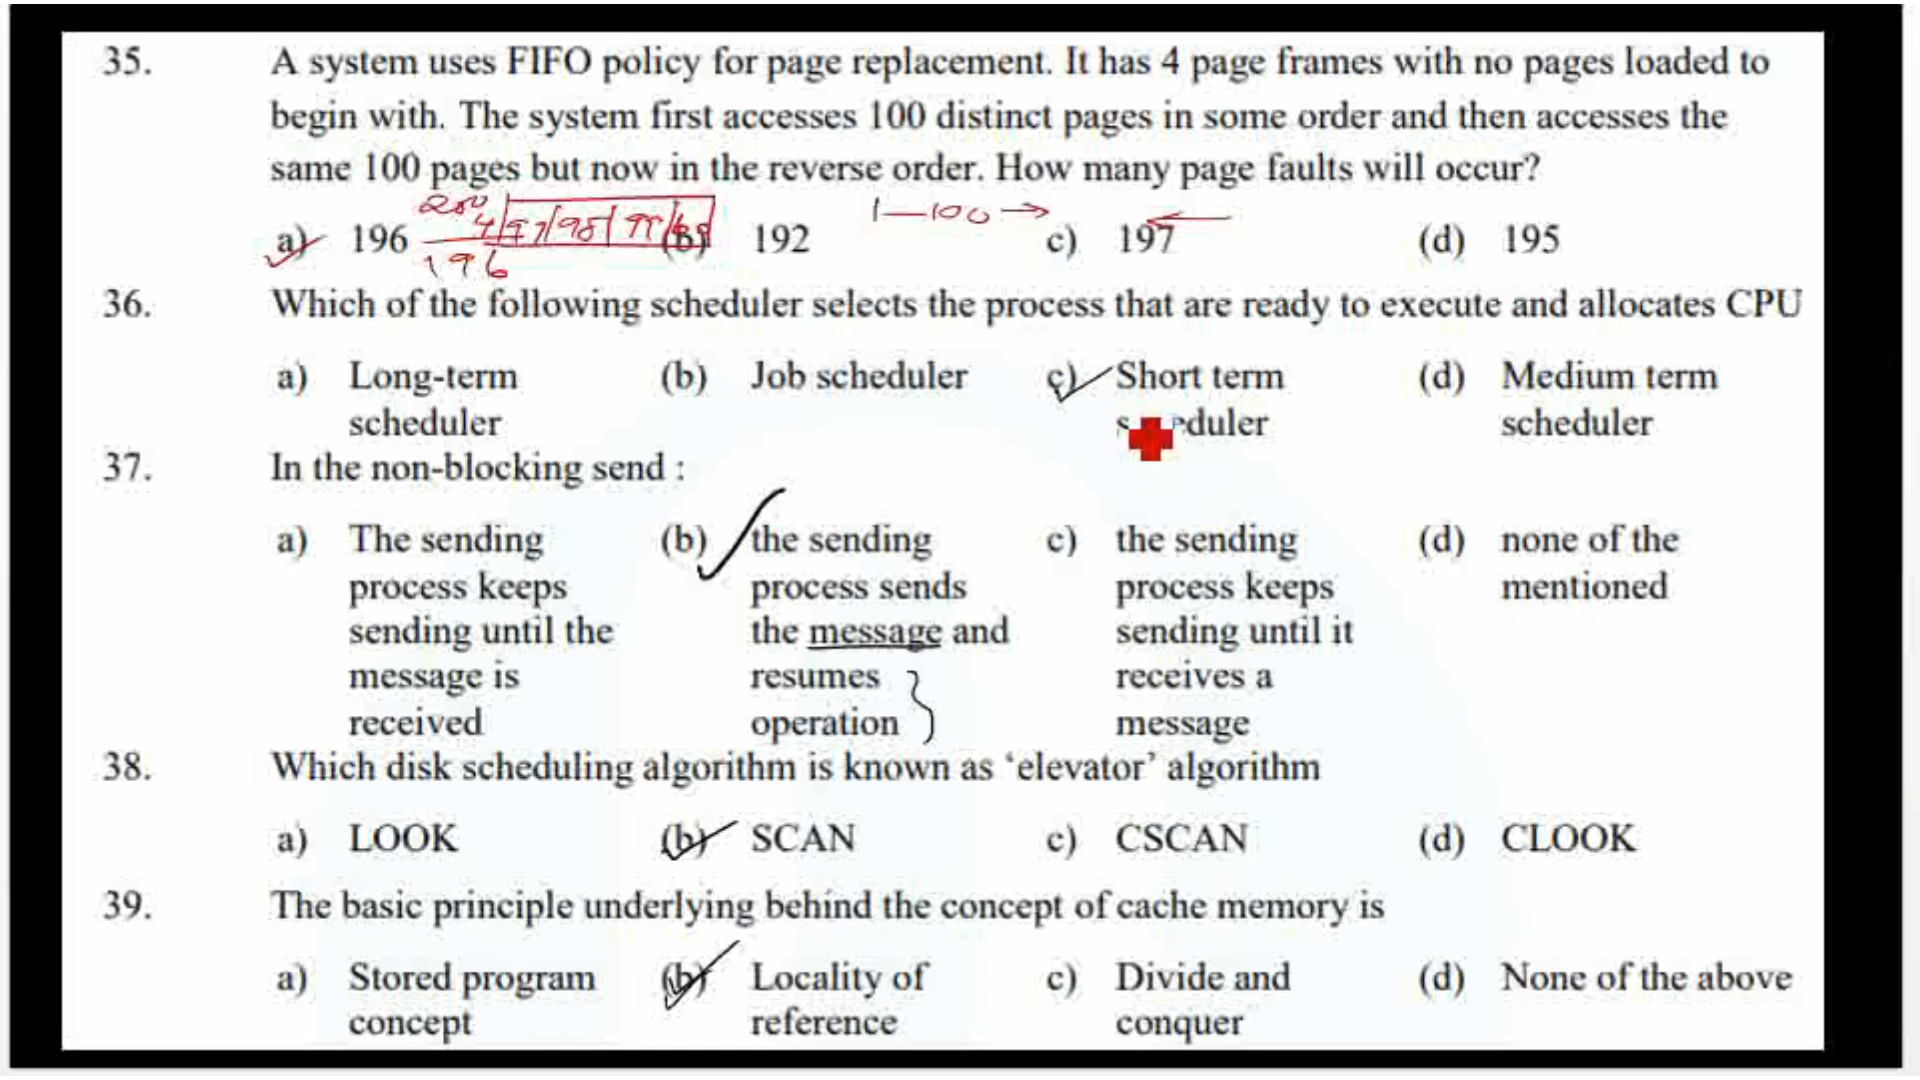 35. A system uses FIFO policy for page replacement. It has 4 page frames with no pages loaded to
begin with. The system first accesses 100 distinct pages in some order and then accesses the
same 100 pages but now in the reverse order. How many page faults will occur?
200
4 97 98 99 1 — 100 →
a) 196 (b) 192 c) 197 (d) 195
196
36. Which of the following scheduler selects the process that are ready to execute and allocates CPU
a) Long-term (b) Job scheduler c) Short term (d) Medium term
scheduler scheduler
37. In the non-blocking send :
a) The sending (b) the sending c) the sending (d) none of the
process keeps process sends process keeps mentioned
sending until the the message and sending until it
message is resumes receives a
received operation message
38. Which disk scheduling algorithm is known as ‘elevator’ algorithm
a) LOOK (b) SCAN c) CSCAN (d) CLOOK
39. The basic principle underlying behind the concept of cache memory is
a) Stored program (b) Locality of c) Divide and (d) None of the above
concept reference conquer